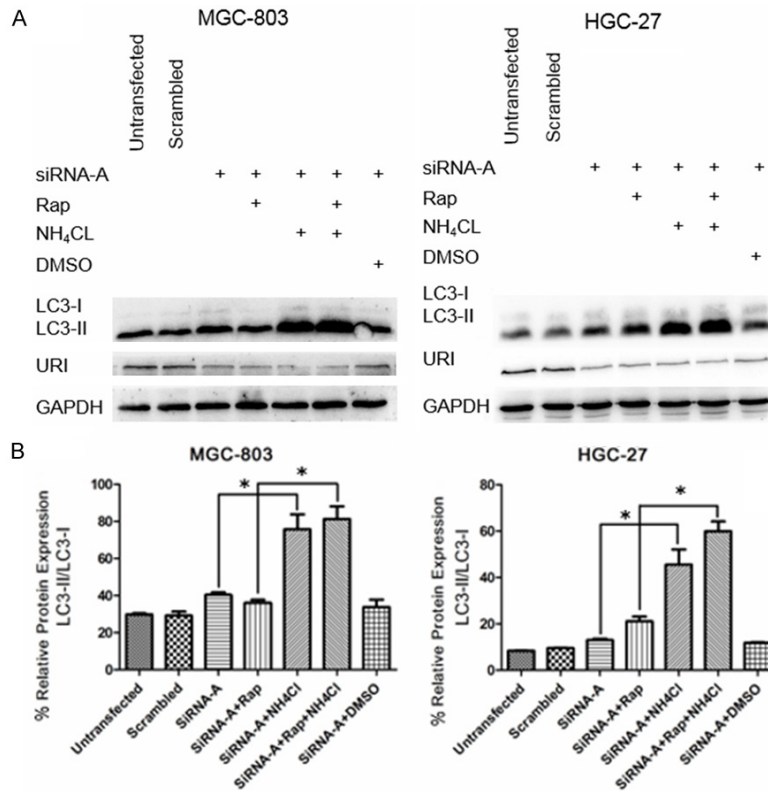 A
MGC-803
HGC-27
Untransfected
Scrambled
siRNA-A + + + + +
Rap + +
NH₄CL + +
DMSO +
LC3-I
LC3-II
URI
GAPDH
Untransfected
Scrambled
siRNA-A + + + + +
Rap + +
NH₄CL + +
DMSO +
LC3-I
LC3-II
URI
GAPDH
B
MGC-803
% Relative Protein Expression
LC3-II/LC3-I
100
80
60
40
20
0
*
*
Untransfected
Scrambled
SiRNA-A
SiRNA-A+Rap
SiRNA-A+NH4Cl
SiRNA-A+Rap+NH4Cl
SiRNA-A+DMSO
HGC-27
% Relative Protein Expression
LC3-II/LC3-I
80
60
40
20
0
*
*
Untransfected
Scrambled
SiRNA-A
SiRNA-A+Rap
SiRNA-A+NH4Cl
SiRNA-A+Rap+NH4Cl
SiRNA-A+DMSO